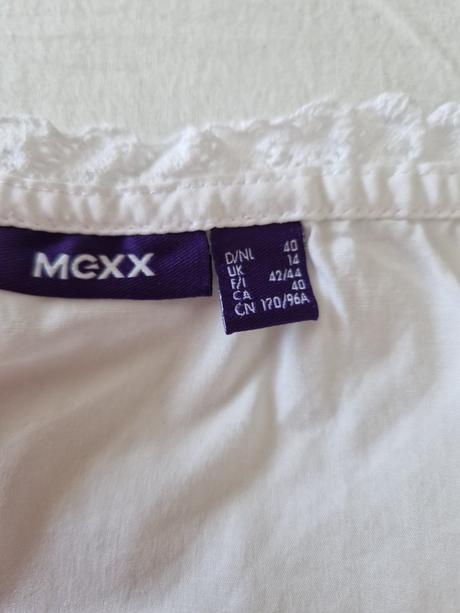 MEXX
D/NL 40
UK 14
F/I 42/44
CA 40
CN 170/96A